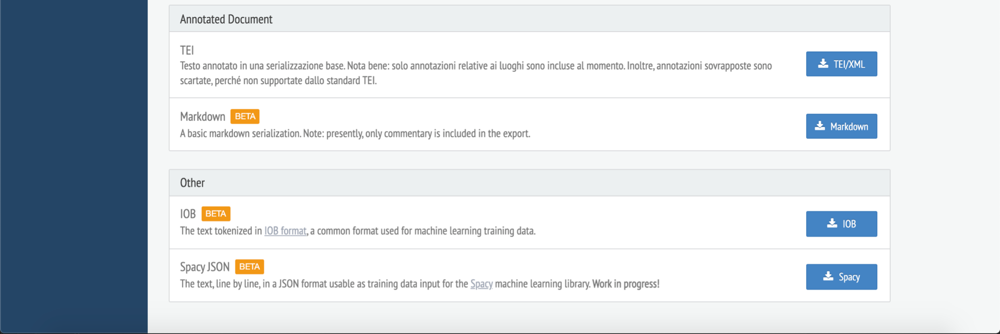 Annotated Document
TEI
Testo annotato in una serializzazione base. Nota bene: solo annotazioni relative ai luoghi sono incluse al momento. Inoltre, annotazioni sovrapposte sono
scartate, perché non supportate dallo standard TEI.
TEI/XML
Markdown BETA
A basic markdown serialization. Note: presently, only commentary is included in the export.
Markdown
Other
IOB BETA
The text tokenized in IOB format, a common format used for machine learning training data.
IOB
Spacy JSON BETA
The text, line by line, in a JSON format usable as training data input for the Spacy machine learning library. Work in progress!
Spacy